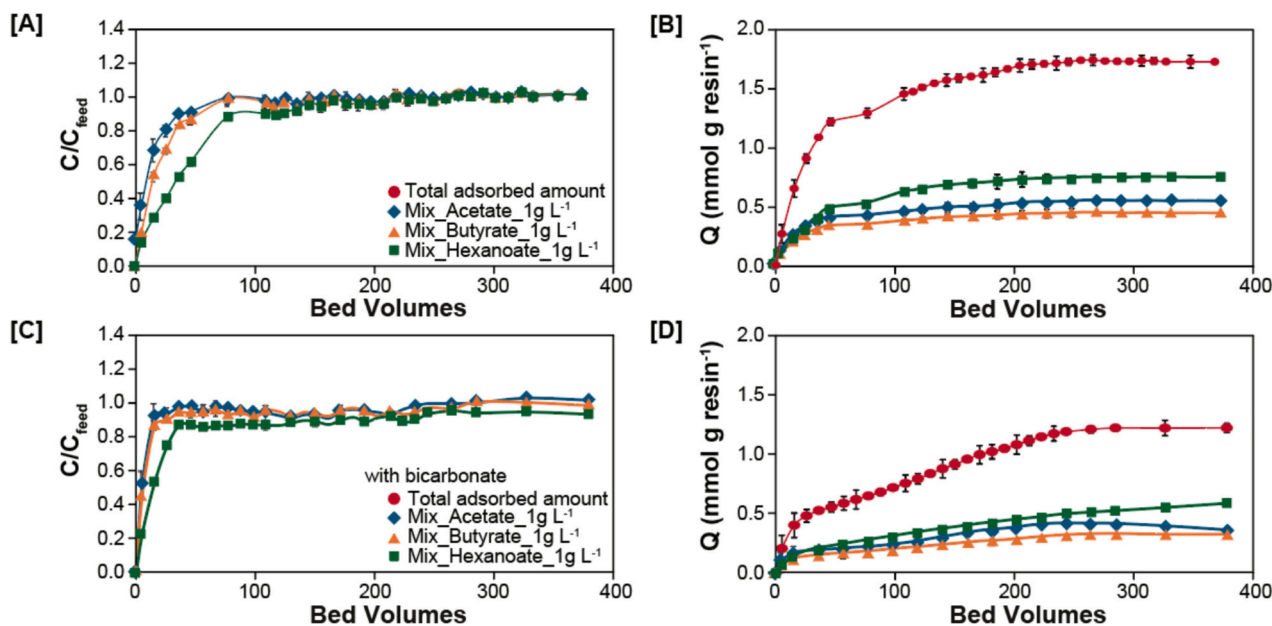 [A]
1.4
1.2
1.0
0.8
0.6
0.4
0.2
0.0
C/C_feed
Total adsorbed amount
Mix_Acetate_1g L⁻¹
Mix_Butyrate_1g L⁻¹
Mix_Hexanoate_1g L⁻¹
0 100 200 300 400
Bed Volumes
[B]
2.0
1.5
1.0
0.5
0.0
Q (mmol g resin⁻¹)
0 100 200 300 400
Bed Volumes
[C]
1.4
1.2
1.0
0.8
0.6
0.4
0.2
0.0
C/C_feed
with bicarbonate
Total adsorbed amount
Mix_Acetate_1g L⁻¹
Mix_Butyrate_1g L⁻¹
Mix_Hexanoate_1g L⁻¹
0 100 200 300 400
Bed Volumes
[D]
2.0
1.5
1.0
0.5
0.0
Q (mmol g resin⁻¹)
0 100 200 300 400
Bed Volumes